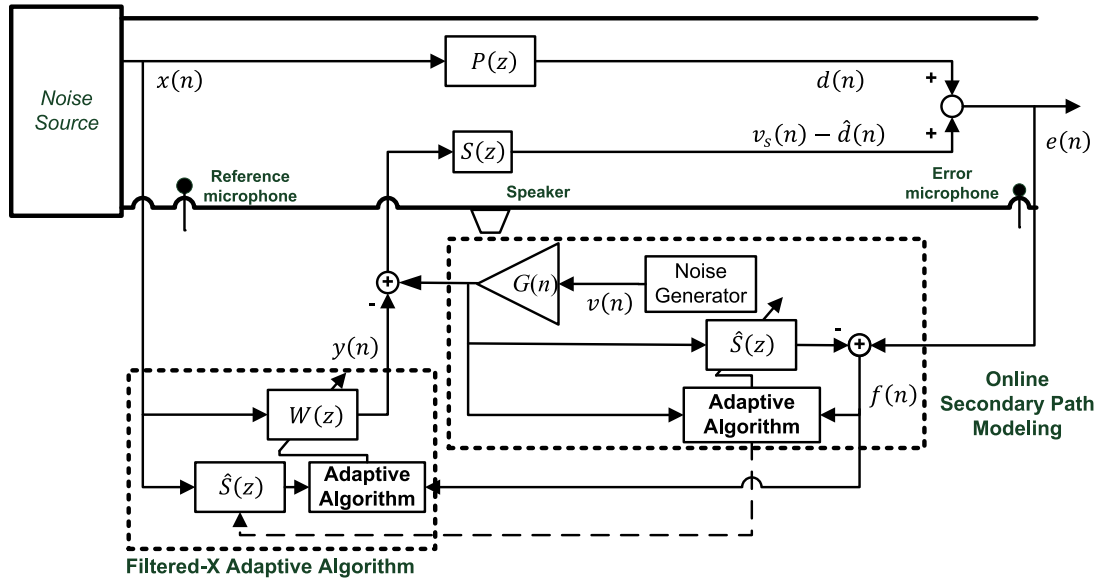 Noise
Source
x(n)
P(z)
d(n)
+
+
S(z)
v_s(n) − d̂(n)
e(n)
Reference
microphone
Speaker
Error
microphone
+
-
G(n)
v(n)
Noise
Generator
Ŝ(z)
-
+
y(n)
f(n)
Online
Secondary Path
Modeling
W(z)
Adaptive
Algorithm
Ŝ(z)
Adaptive
Algorithm
Filtered-X Adaptive Algorithm